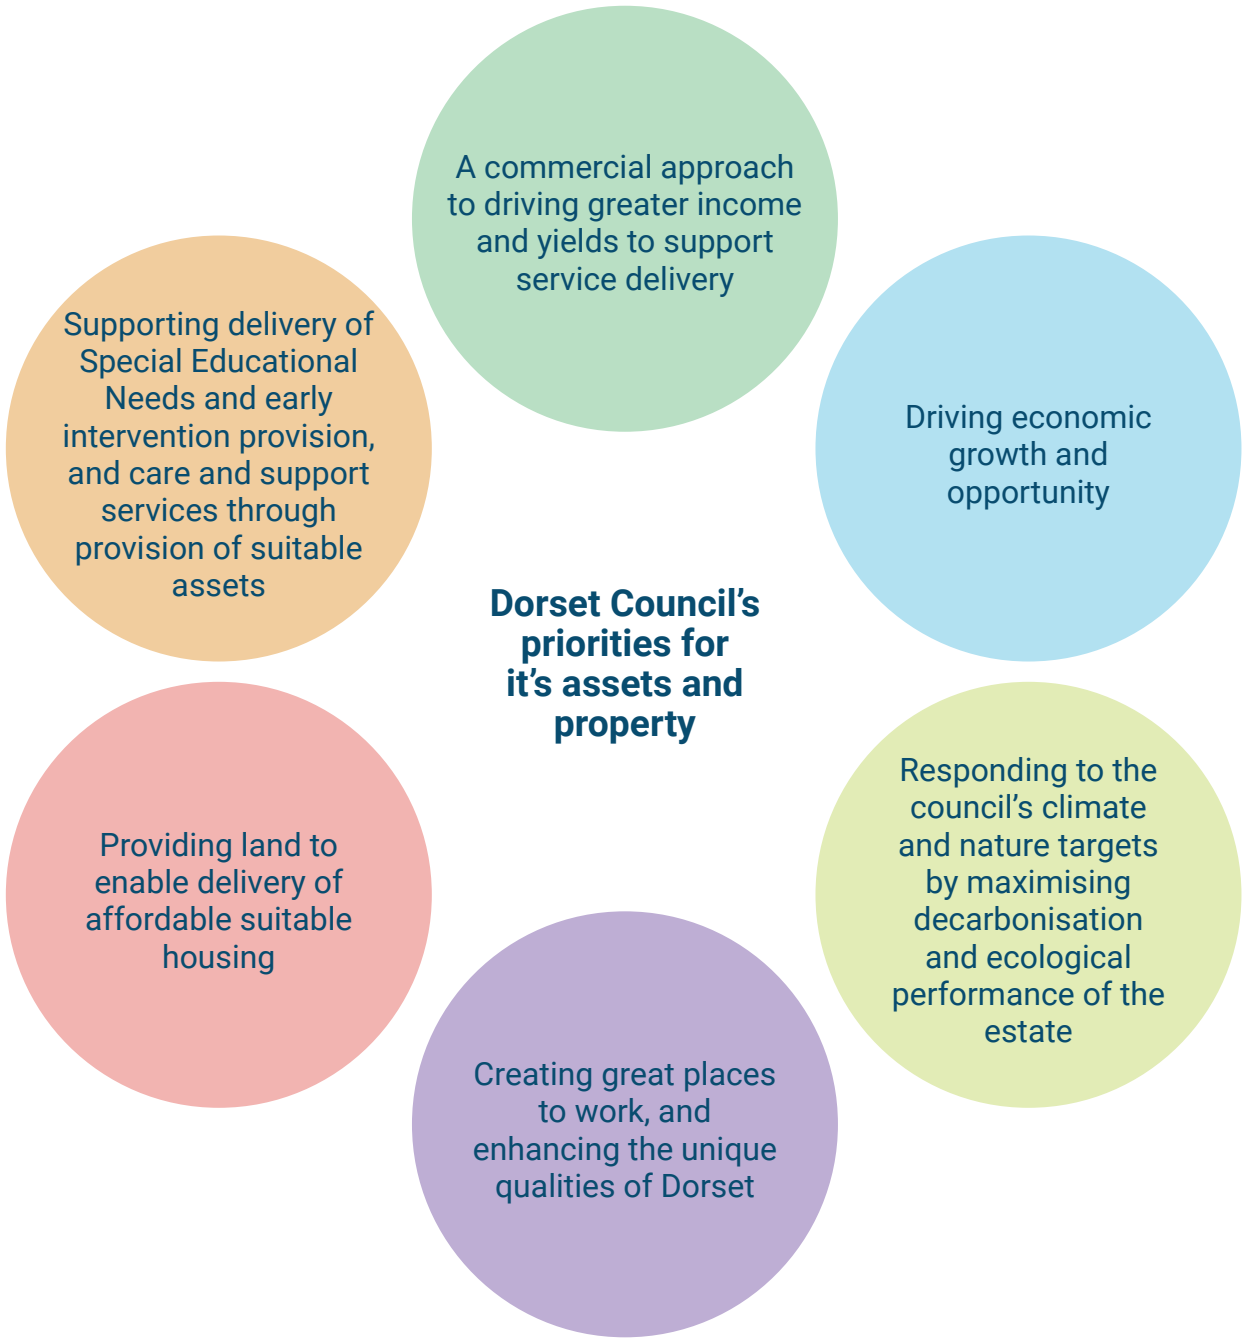 A commercial approach
to driving greater income
and yields to support
service delivery
Driving economic
growth and
opportunity
Responding to the
council’s climate
and nature targets
by maximising
decarbonisation
and ecological
performance of the
estate
Creating great places
to work, and
enhancing the unique
qualities of Dorset
Providing land to
enable delivery of
affordable suitable
housing
Supporting delivery of
Special Educational
Needs and early
intervention provision,
and care and support
services through
provision of suitable
assets
Dorset Council’s
priorities for
it’s assets and
property